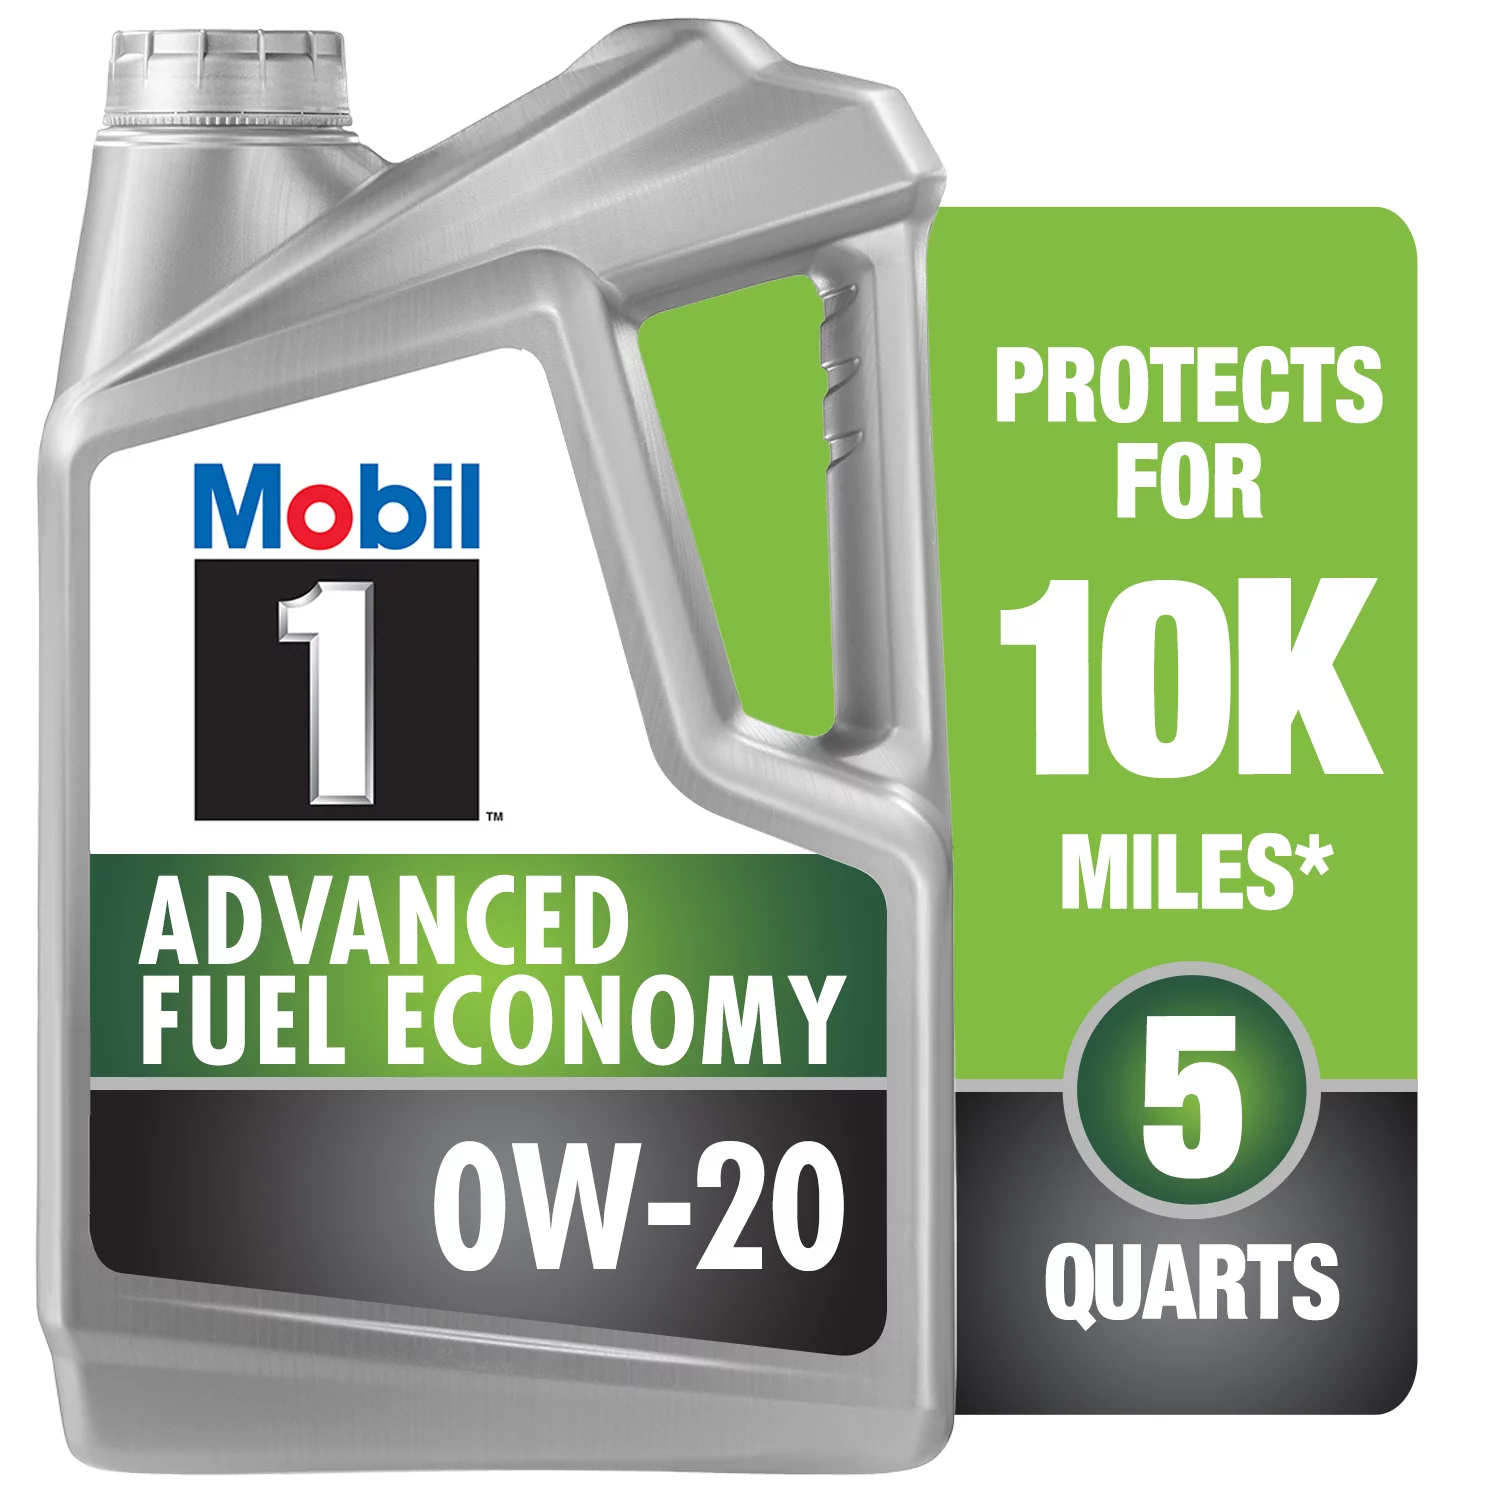 Mobil
1
™
ADVANCED
FUEL ECONOMY
0W-20
PROTECTS
FOR
10K
MILES*
5
QUARTS